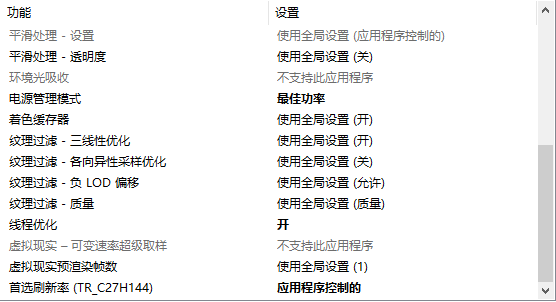 功能 设置
平滑处理 - 设置 使用全局设置 (应用程序控制的)
平滑处理 - 透明度 使用全局设置 (关)
环境光吸收 不支持此应用程序
电源管理模式 最佳功率
着色缓存器 使用全局设置 (开)
纹理过滤 - 三线性优化 使用全局设置 (开)
纹理过滤 - 各向异性采样优化 使用全局设置 (关)
纹理过滤 - 负 LOD 偏移 使用全局设置 (允许)
纹理过滤 - 质量 使用全局设置 (质量)
线程优化 开
虚拟现实 – 可变速率超级取样 不支持此应用程序
虚拟现实预渲染帧数 使用全局设置 (1)
首选刷新率 (TR_C27H144) 应用程序控制的